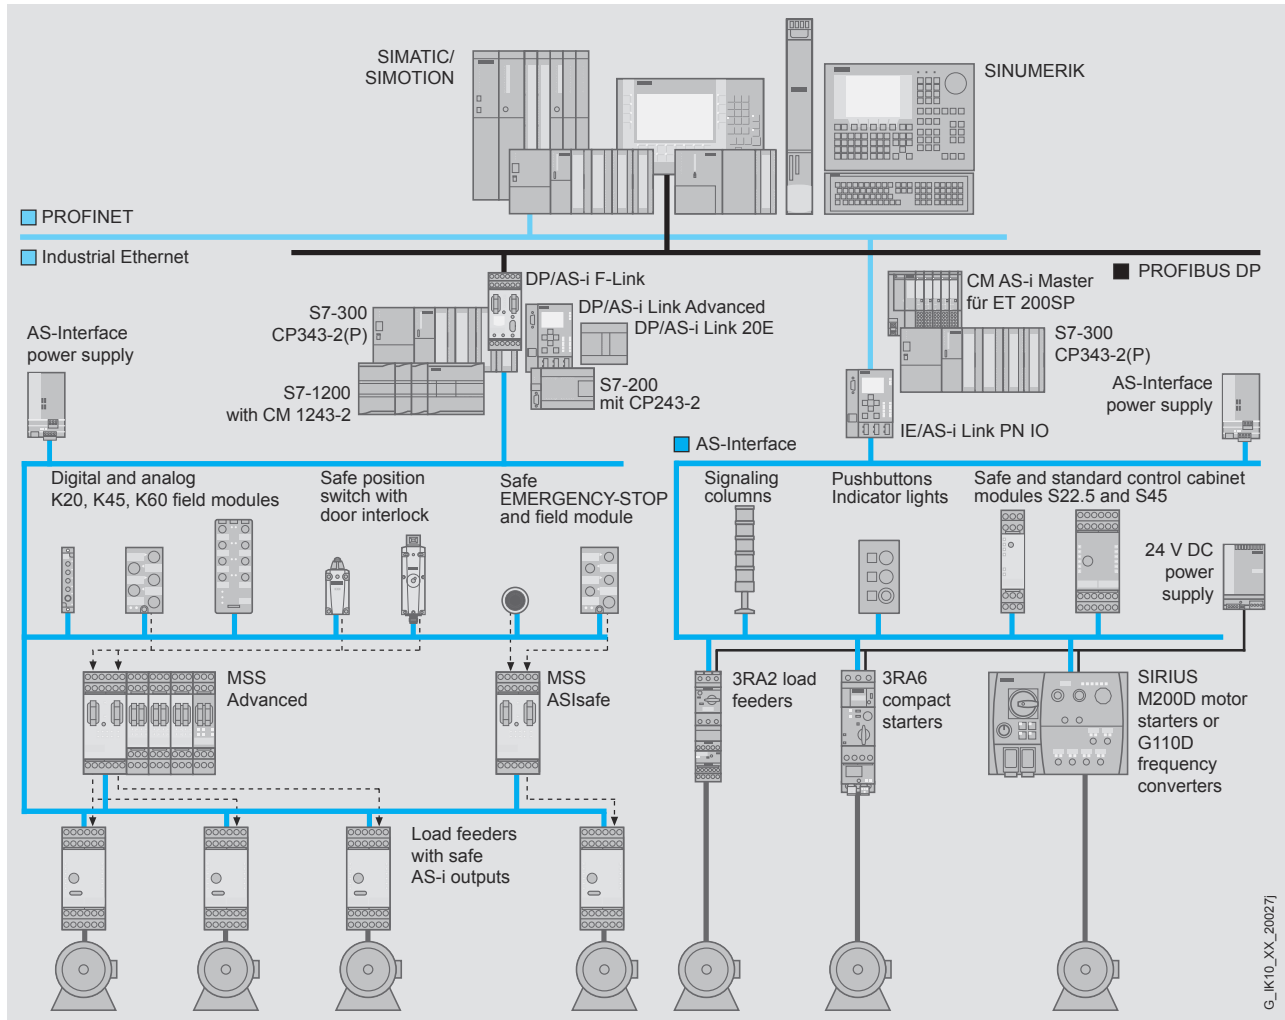 SIMATIC/
SIMOTION
SINUMERIK
PROFINET
Industrial Ethernet
PROFIBUS DP
DP/AS-i F-Link
CM AS-i Master
für ET 200SP
S7-300
CP343-2(P)
DP/AS-i Link Advanced
DP/AS-i Link 20E
AS-Interface
power supply
S7-300
CP343-2(P)
S7-1200
with CM 1243-2
S7-200
mit CP243-2
AS-Interface
power supply
IE/AS-i Link PN IO
AS-Interface
Digital and analog
K20, K45, K60 field modules
Safe position
switch with
door interlock
Safe
EMERGENCY-STOP
and field module
Signaling
columns
Pushbuttons
Indicator lights
Safe and standard control cabinet
modules S22.5 and S45
24 V DC
power
supply
MSS
Advanced
MSS
ASIsafe
3RA2 load
feeders
3RA6
compact
starters
SIRIUS
M200D motor
starters or
G110D
frequency
converters
Load feeders
with safe
AS-i outputs
G_IK10_XX_20027j